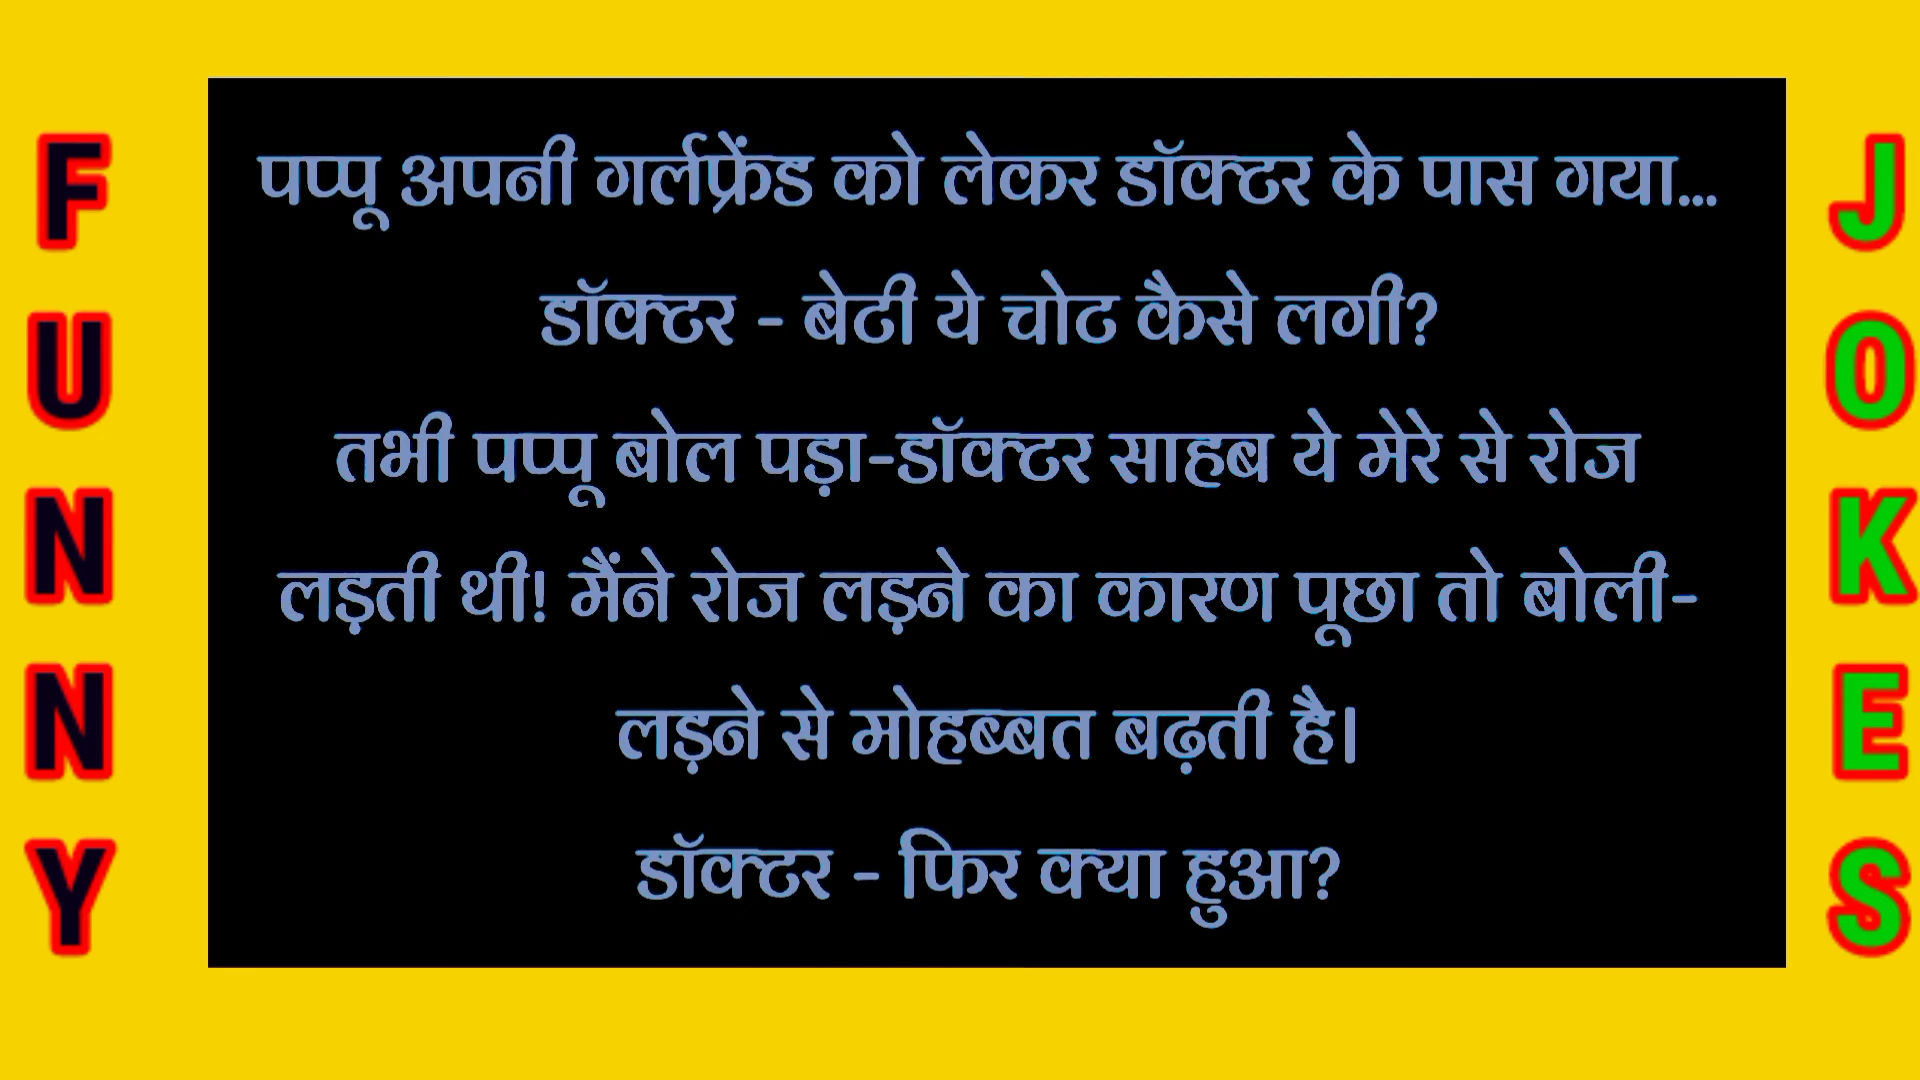 FUNNY
पप्पू अपनी गर्लफ्रेंड को लेकर डॉक्टर के पास गया...
डॉक्टर - बेटी ये चोट कैसे लगी?
तभी पप्पू बोल पड़ा-डॉक्टर साहब ये मेरे से रोज
लड़ती थी! मैंने रोज लड़ने का कारण पूछा तो बोली-
लड़ने से मोहब्बत बढ़ती है।
डॉक्टर - फिर क्या हुआ?
JOKES